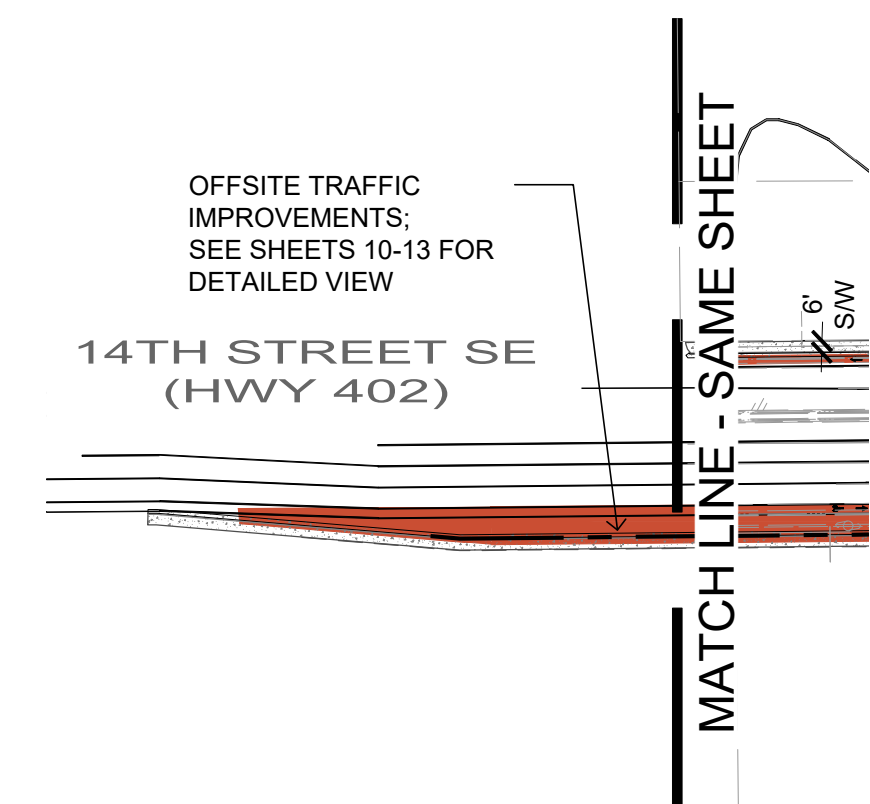 OFFSITE TRAFFIC
IMPROVEMENTS;
SEE SHEETS 10-13 FOR
DETAILED VIEW
14TH STREET SE
(HWY 402)
MATCH LINE - SAME SHEET
6'
S/W